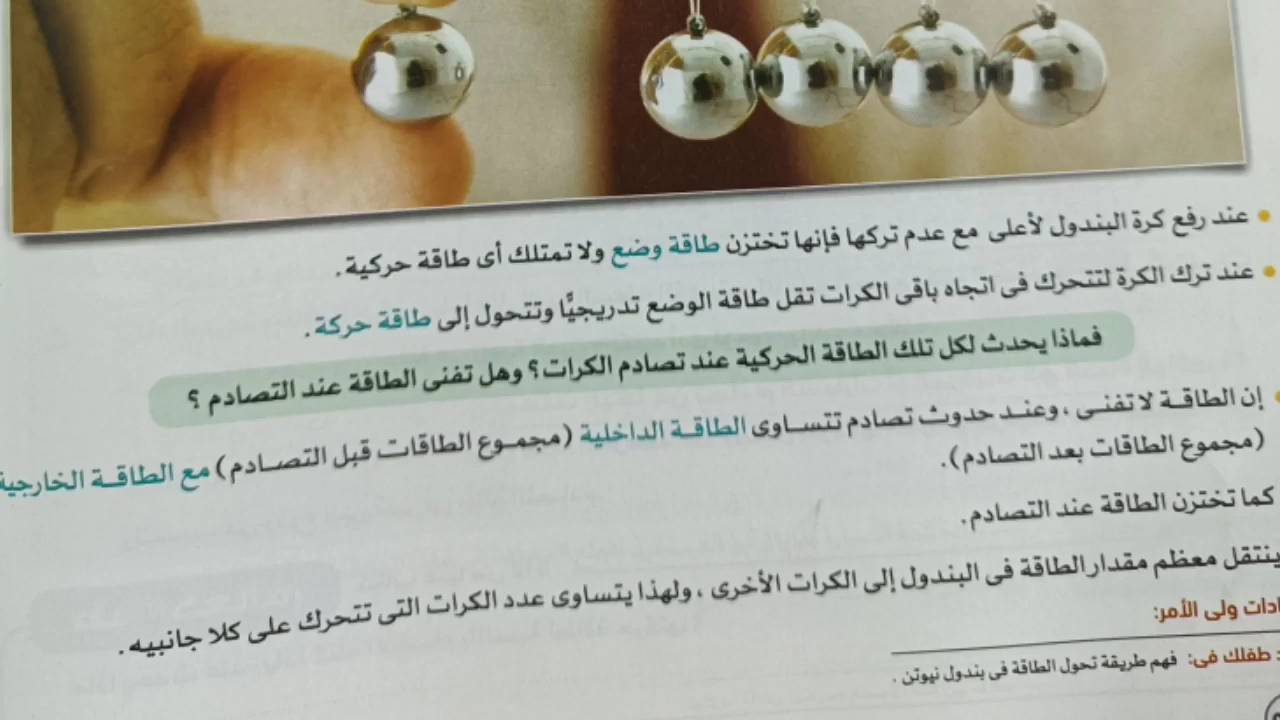 عند رفع كرة البندول لأعلى مع عدم تركها فإنها تختزن طاقة وضع ولا تمتلك أى طاقة حركية.
عند ترك الكرة لتتحرك فى اتجاه باقى الكرات تقل طاقة الوضع تدريجيًّا وتتحول إلى طاقة حركة.
فماذا يحدث لكل تلك الطاقة الحركية عند تصادم الكرات؟ وهل تفنى الطاقة عند التصادم ؟
إن الطاقة لا تفنى ، وعند حدوث تصادم تتساوى الطاقة الداخلية (مجموع الطاقات قبل التصادم) مع الطاقة الخارجية
(مجموع الطاقات بعد التصادم).
كما تختزن الطاقة عند التصادم.
ينتقل معظم مقدار الطاقة فى البندول إلى الكرات الأخرى ، ولهذا يتساوى عدد الكرات التى تتحرك على كلا جانبيه .
ولى الأمر:
طفلك فى: فهم طريقة تحول الطاقة فى بندول نيوتن .